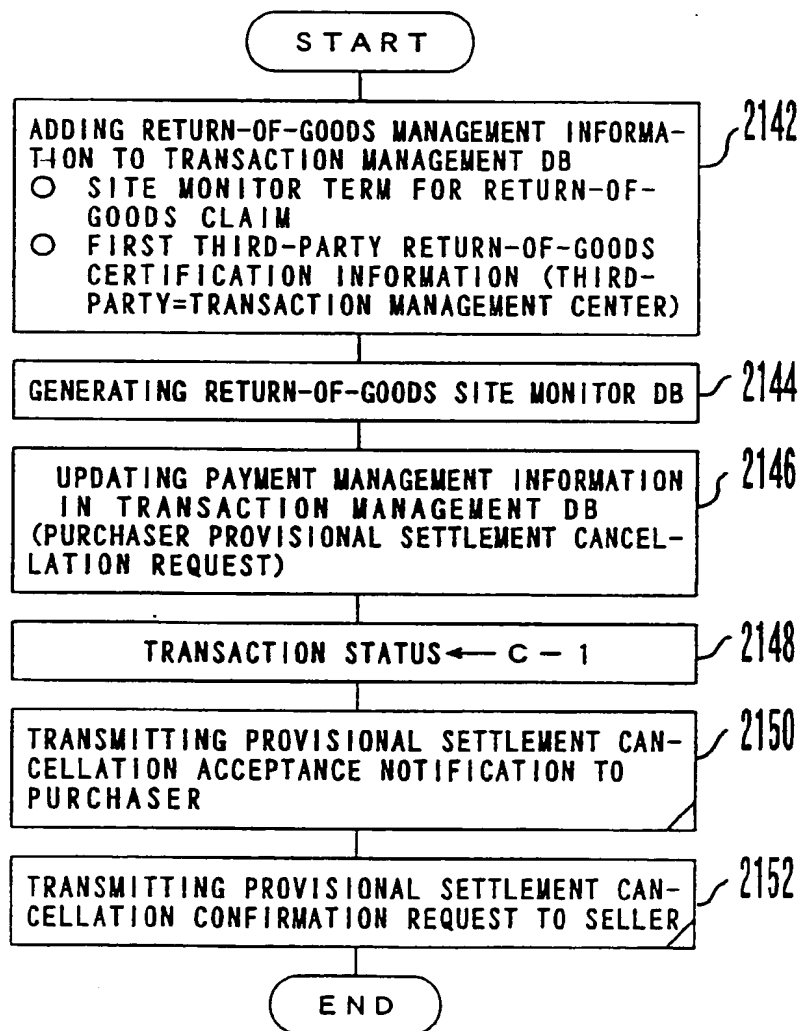 START
ADDING RETURN-OF-GOODS MANAGEMENT INFORMA-
TION TO TRANSACTION MANAGEMENT DB
○ SITE MONITOR TERM FOR RETURN-OF-
GOODS CLAIM
○ FIRST THIRD-PARTY RETURN-OF-GOODS
CERTIFICATION INFORMATION (THIRD-
PARTY=TRANSACTION MANAGEMENT CENTER)
2142
GENERATING RETURN-OF-GOODS SITE MONITOR DB
2144
UPDATING PAYMENT MANAGEMENT INFORMATION
IN TRANSACTION MANAGEMENT DB
(PURCHASER PROVISIONAL SETTLEMENT CANCEL-
LATION REQUEST)
2146
TRANSACTION STATUS ← C - 1
2148
TRANSMITTING PROVISIONAL SETTLEMENT CAN-
CELLATION ACCEPTANCE NOTIFICATION TO
PURCHASER
2150
TRANSMITTING PROVISIONAL SETTLEMENT CAN-
CELLATION CONFIRMATION REQUEST TO SELLER
2152
END